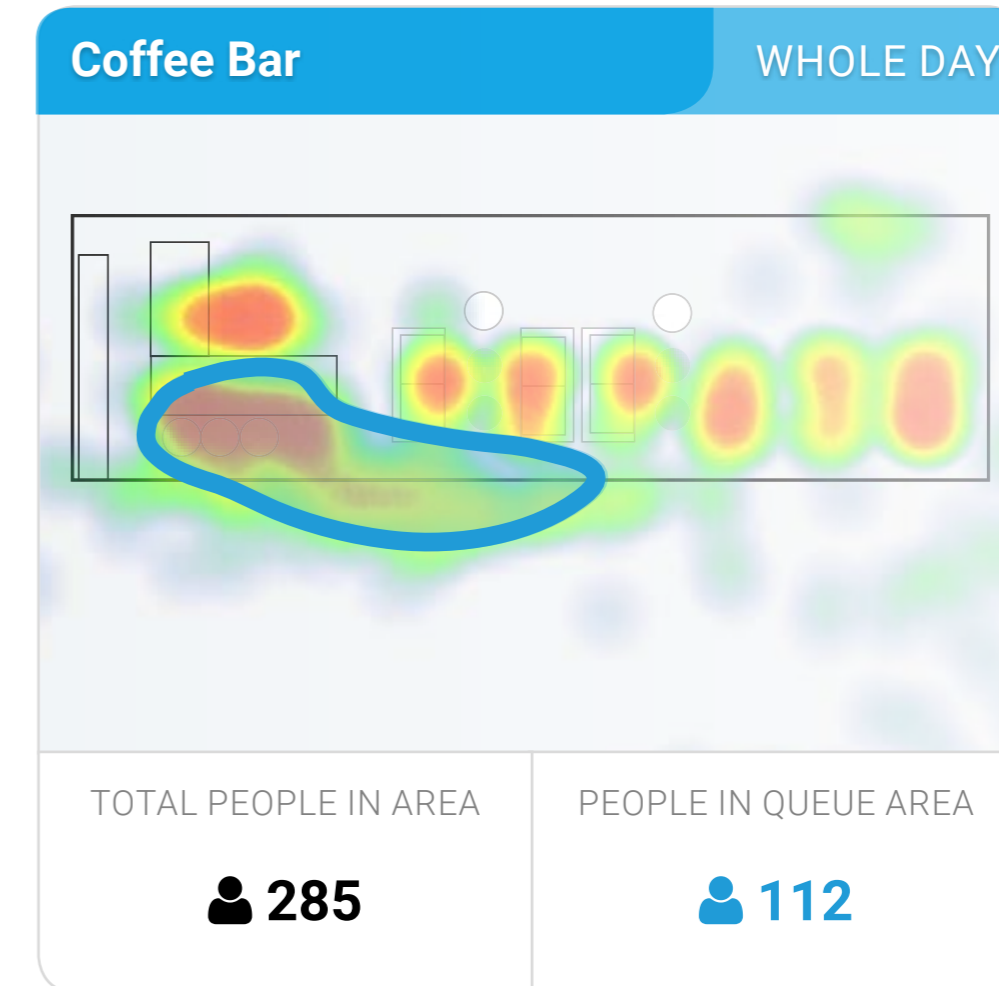 Coffee Bar
WHOLE DAY
TOTAL PEOPLE IN AREA
PEOPLE IN QUEUE AREA
285
112